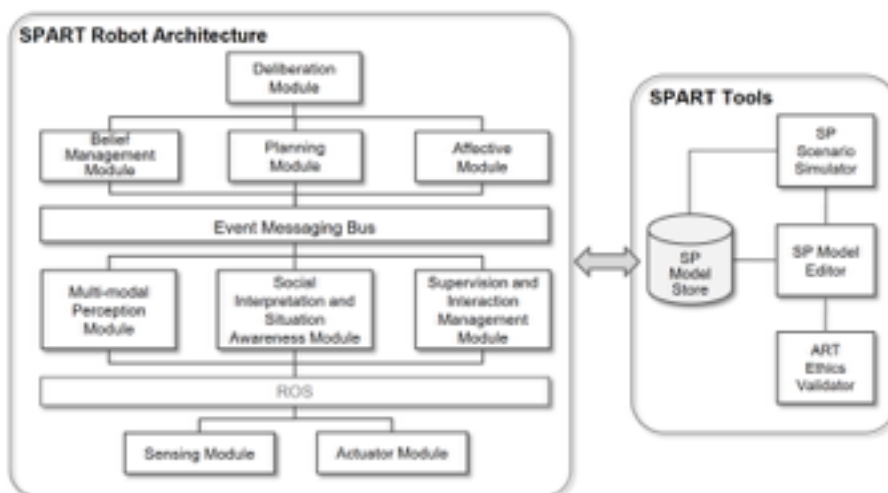 SPART Robot Architecture
Deliberation
Module
Belief
Management
Module
Planning
Module
Affective
Module
Event Messaging Bus
Multi-modal
Perception
Module
Social
Interpretation and
Situation
Awareness Module
Supervision and
Interaction
Management
Module
ROS
Sensing Module
Actuator Module
SPART Tools
SP
Scenario
Simulator
SP
Model
Store
SP Model
Editor
ART
Ethics
Validator